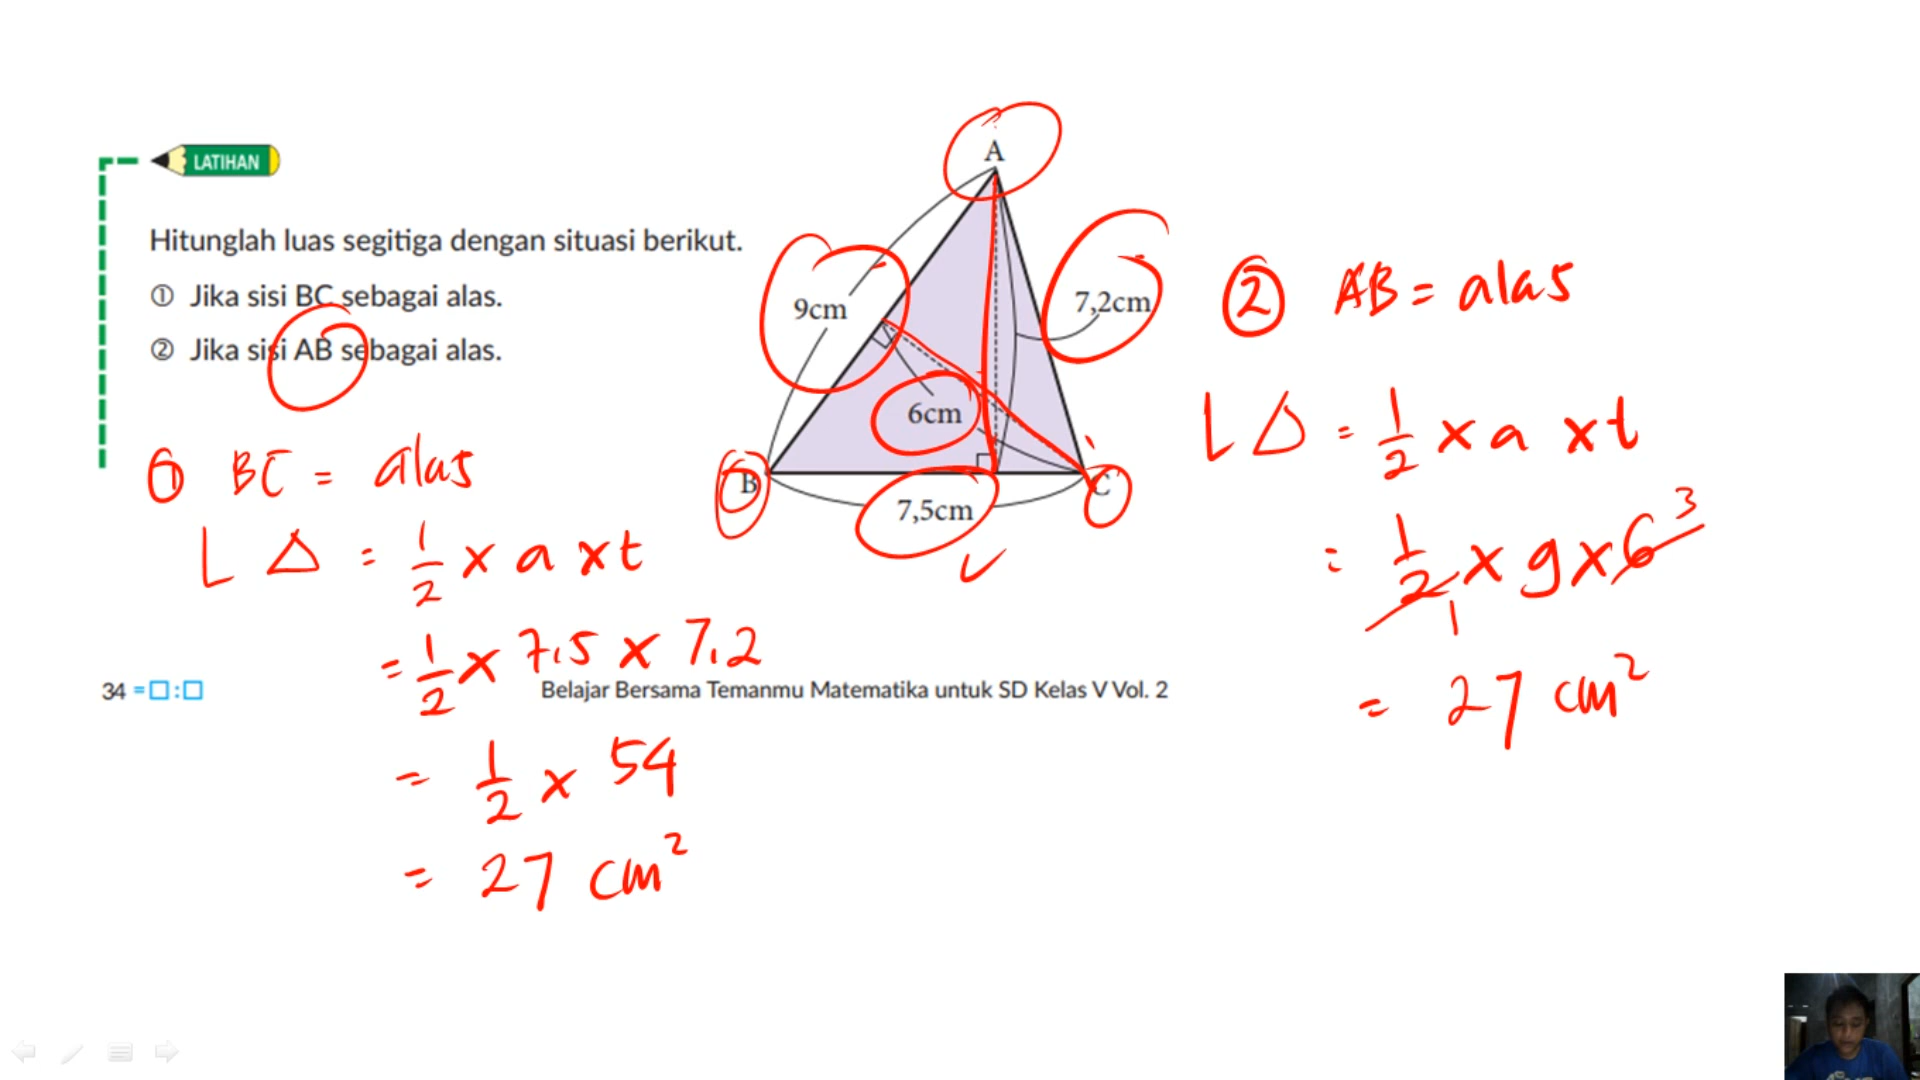 LATIHAN
Hitunglah luas segitiga dengan situasi berikut.
① Jika sisi BC sebagai alas.
② Jika sisi AB sebagai alas.
A
9cm
7,2cm
6cm
B
C
7,5cm
① BC = alas
L △ = 1/2 x a x t
= 1/2 x 7,5 x 7,2
= 1/2 x 54
= 27 cm²
② AB = alas
L △ = 1/2 x a x t
= 1/2 x 9 x 6 3
1
= 27 cm²
34 =□:□
Belajar Bersama Temanmu Matematika untuk SD Kelas V Vol. 2